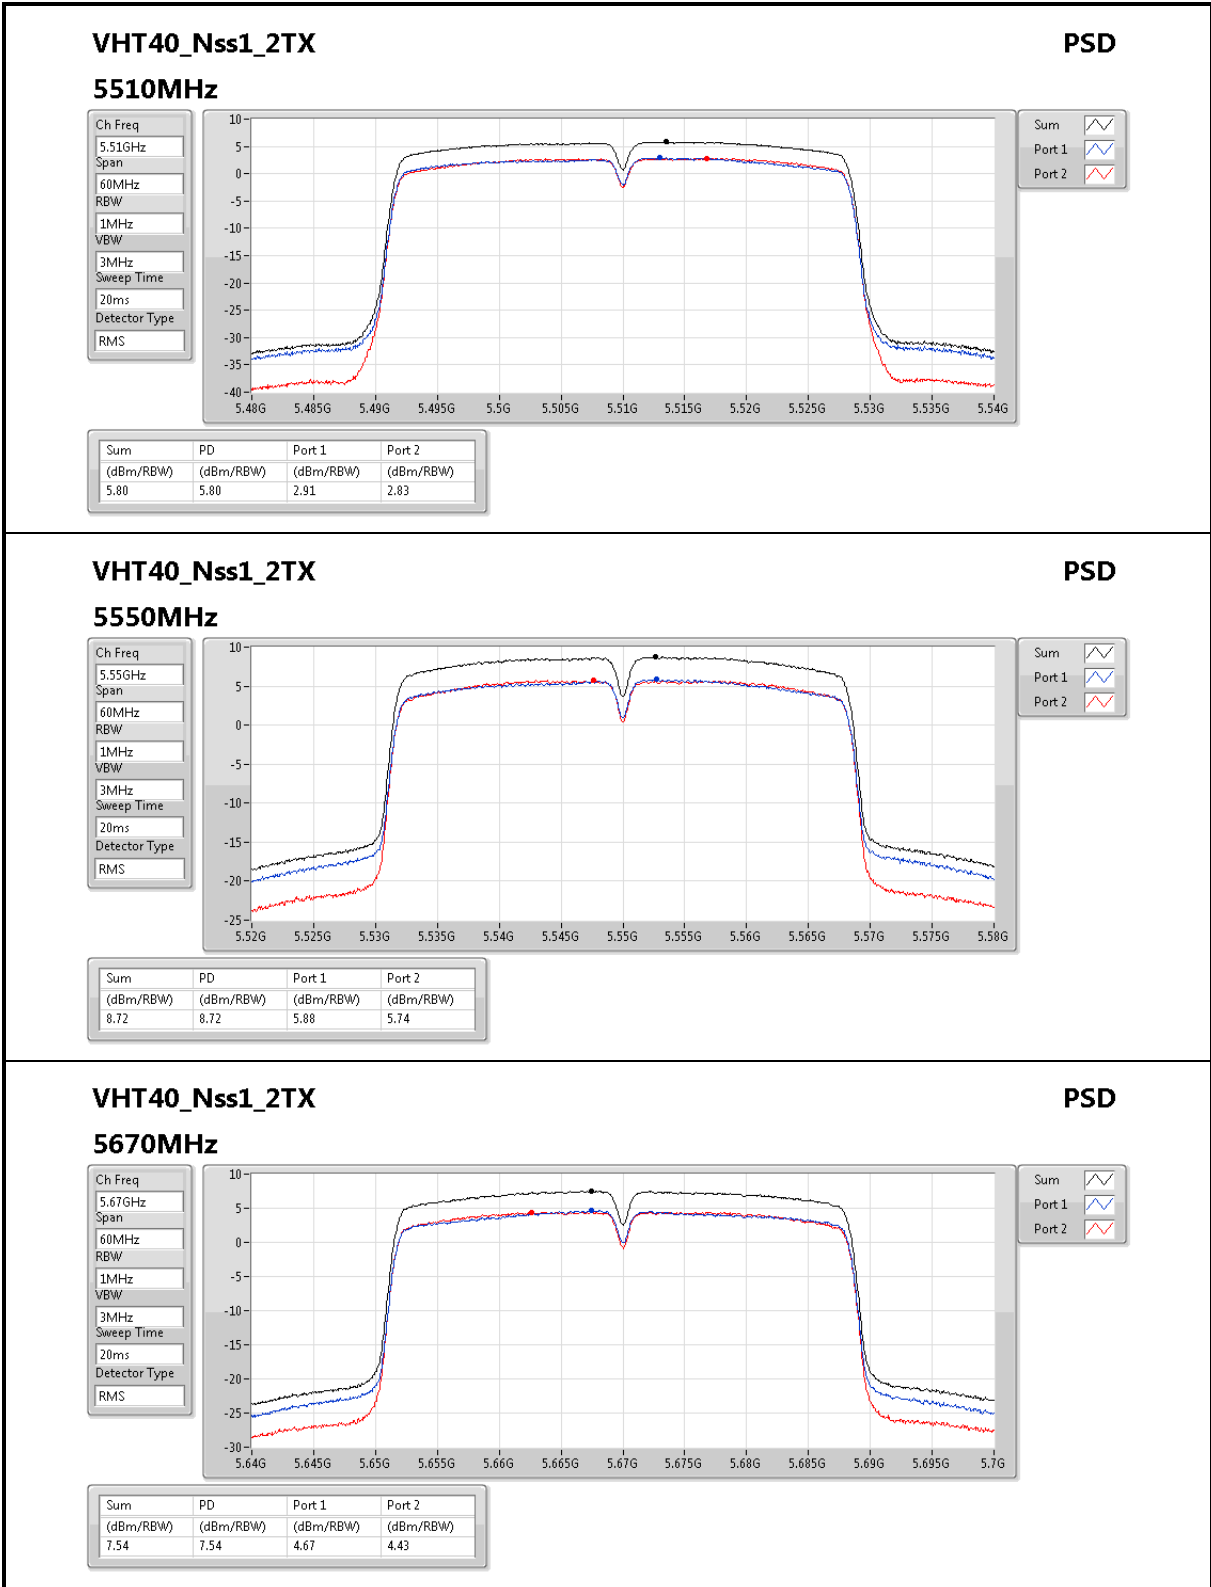 VHT40_Nss1_2TX PSD
5510MHz
Ch Freq
5.51GHz
Span
60MHz
RBW
1MHz
VBW
3MHz
Sweep Time
20ms
Detector Type
RMS
10
5
0
-5
-10
-15
-20
-25
-30
-35
-40
5.48G 5.485G 5.49G 5.495G 5.5G 5.505G 5.51G 5.515G 5.52G 5.525G 5.53G 5.535G 5.54G
Sum
Port 1
Port 2
Sum PD Port 1 Port 2
(dBm/RBW) (dBm/RBW) (dBm/RBW) (dBm/RBW)
5.80 5.80 2.91 2.83
VHT40_Nss1_2TX PSD
5550MHz
Ch Freq
5.55GHz
Span
60MHz
RBW
1MHz
VBW
3MHz
Sweep Time
20ms
Detector Type
RMS
10
5
0
-5
-10
-15
-20
-25
5.52G 5.525G 5.53G 5.535G 5.54G 5.545G 5.55G 5.555G 5.56G 5.565G 5.57G 5.575G 5.58G
Sum
Port 1
Port 2
Sum PD Port 1 Port 2
(dBm/RBW) (dBm/RBW) (dBm/RBW) (dBm/RBW)
8.72 8.72 5.88 5.74
VHT40_Nss1_2TX PSD
5670MHz
Ch Freq
5.67GHz
Span
60MHz
RBW
1MHz
VBW
3MHz
Sweep Time
20ms
Detector Type
RMS
10
5
0
-5
-10
-15
-20
-25
-30
5.64G 5.645G 5.65G 5.655G 5.66G 5.665G 5.67G 5.675G 5.68G 5.685G 5.69G 5.695G 5.7G
Sum
Port 1
Port 2
Sum PD Port 1 Port 2
(dBm/RBW) (dBm/RBW) (dBm/RBW) (dBm/RBW)
7.54 7.54 4.67 4.43